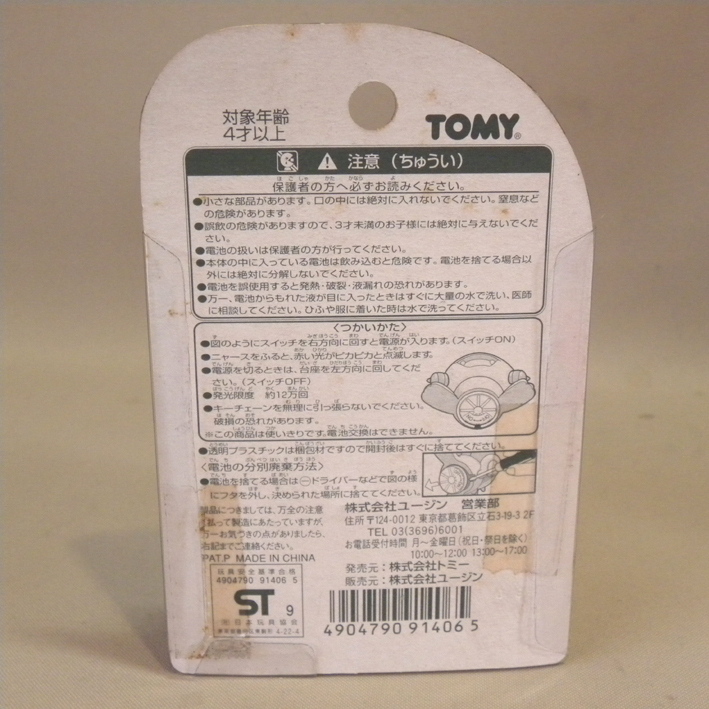 対象年齢
4才以上
TOMY®
注意（ちゅうい）
保護者の方へ必ずお読みください。
●小さな部品があります。口の中には絶対に入れないでください。窒息など
の危険があります。
●誤飲の危険がありますので、3才未満のお子様には絶対に与えないでくだ
さい。
●電池の扱いは保護者の方が行ってください。
●本体の中に入っている電池は飲み込むと危険です。電池を捨てる場合以
外には絶対に分解しないでください。
●電池を誤使用すると発熱・破裂・液漏れの恐れがあります。
●万一、電池からもれた液が目に入ったときはすぐに大量の水で洗い、医師
に相談してください。ひふや服に着いた時は水で洗ってください。
〈つかいかた〉
●図のようにスイッチを右方向に回すと電源が入ります。(スイッチON)
●ニャースをふると、赤い光がピカピカと点滅します。
●電源を切るときは、台座を左方向に回してくだ
さい。(スイッチOFF)
●発光限度 約12万回
●キーチェーンを無理に引っ張らないでください。
破損の恐れがあります。
※この商品は使いきりです。電池交換はできません。
●透明プラスチックは梱包材ですので開封後はすぐに捨ててください。
〈電池の分別廃棄方法〉
●電池を捨てる場合は⊖ドライバーなどで図の様
にフタを外し、決められた場所に捨ててください。
部品につきましては、万全の注意
払って製造にあたっていますが、
万一お気づきの点がありましたら、
右記までご連絡ください。
PAT.P MADE IN CHINA
株式会社ユージン 営業部
住所 〒124-0012 東京都葛飾区立石3-19-3 2F
TEL 03(3696)6001
お電話受付時間 月〜金曜日(祝日・祭日を除く)
10:00〜12:00 13:00〜17:00
発売元：株式会社トミー
販売元：株式会社ユージン
玩具安全基準合格
4904790 91406 5
ST 9
㈳日本玩具協会
東京都墨田区東駒形4-22-4
4904790 914065